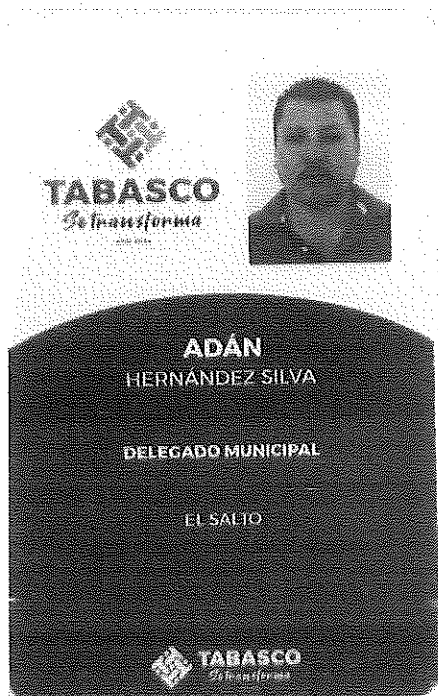 TABASCO
Se transforma
ADÁN
HERNÁNDEZ SILVA
DELEGADO MUNICIPAL
EL SALTO
TABASCO
Se transforma